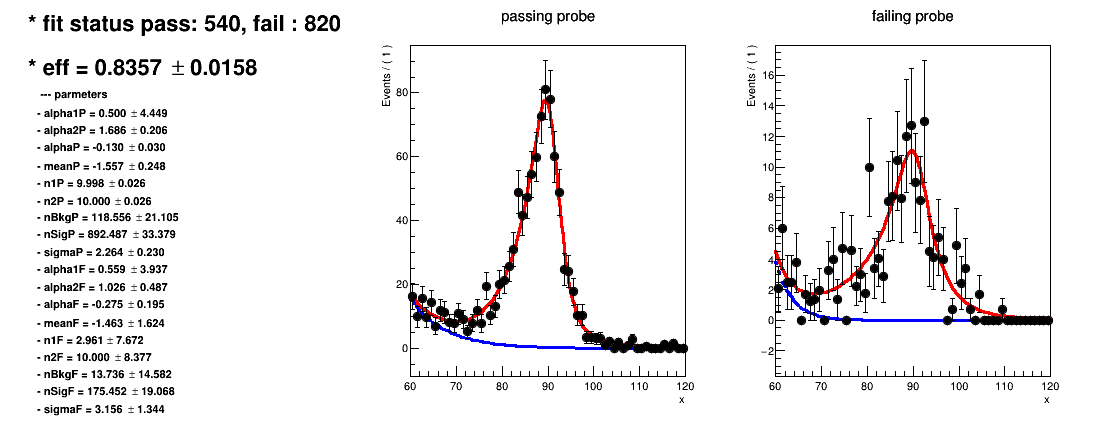 * fit status pass: 540, fail : 820
* eff = 0.8357 ± 0.0158
--- parmeters
- alpha1P = 0.500 ± 4.449
- alpha2P = 1.686 ± 0.206
- alphaP = -0.130 ± 0.030
- meanP = -1.557 ± 0.248
- n1P = 9.998 ± 0.026
- n2P = 10.000 ± 0.026
- nBkgP = 118.556 ± 21.105
- nSigP = 892.487 ± 33.379
- sigmaP = 2.264 ± 0.230
- alpha1F = 0.559 ± 3.937
- alpha2F = 1.026 ± 0.487
- alphaF = -0.275 ± 0.195
- meanF = -1.463 ± 1.624
- n1F = 2.961 ± 7.672
- n2F = 10.000 ± 8.377
- nBkgF = 13.736 ± 14.582
- nSigF = 175.452 ± 19.068
- sigmaF = 3.156 ± 1.344
passing probe
Events / ( 1 )
80
60
40
20
0
60 70 80 90 100 110 120
x
failing probe
Events / ( 1 )
16
14
12
10
8
6
4
2
0
−2
60 70 80 90 100 110 120
x